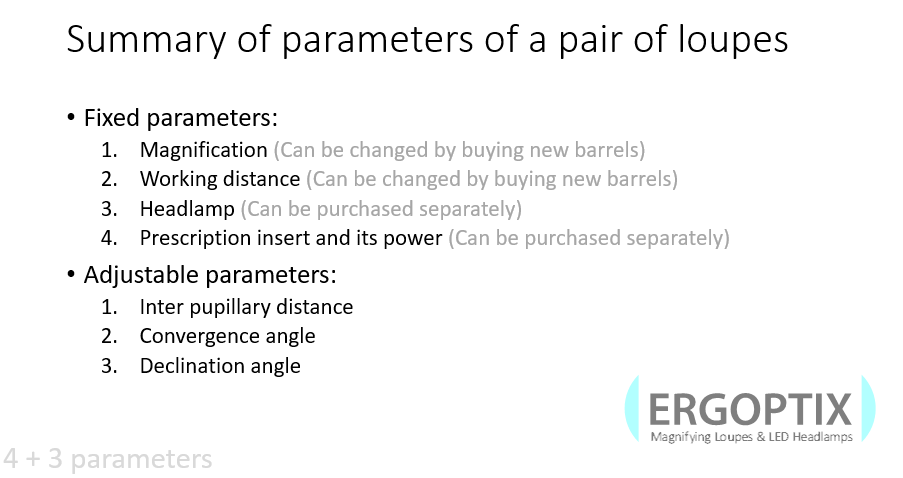 Summary of parameters of a pair of loupes
• Fixed parameters:
1. Magnification (Can be changed by buying new barrels)
2. Working distance (Can be changed by buying new barrels)
3. Headlamp (Can be purchased separately)
4. Prescription insert and its power (Can be purchased separately)
• Adjustable parameters:
1. Inter pupillary distance
2. Convergence angle
3. Declination angle
ERGOPTIX
Magnifying Loupes & LED Headlamps
4 + 3 parameters